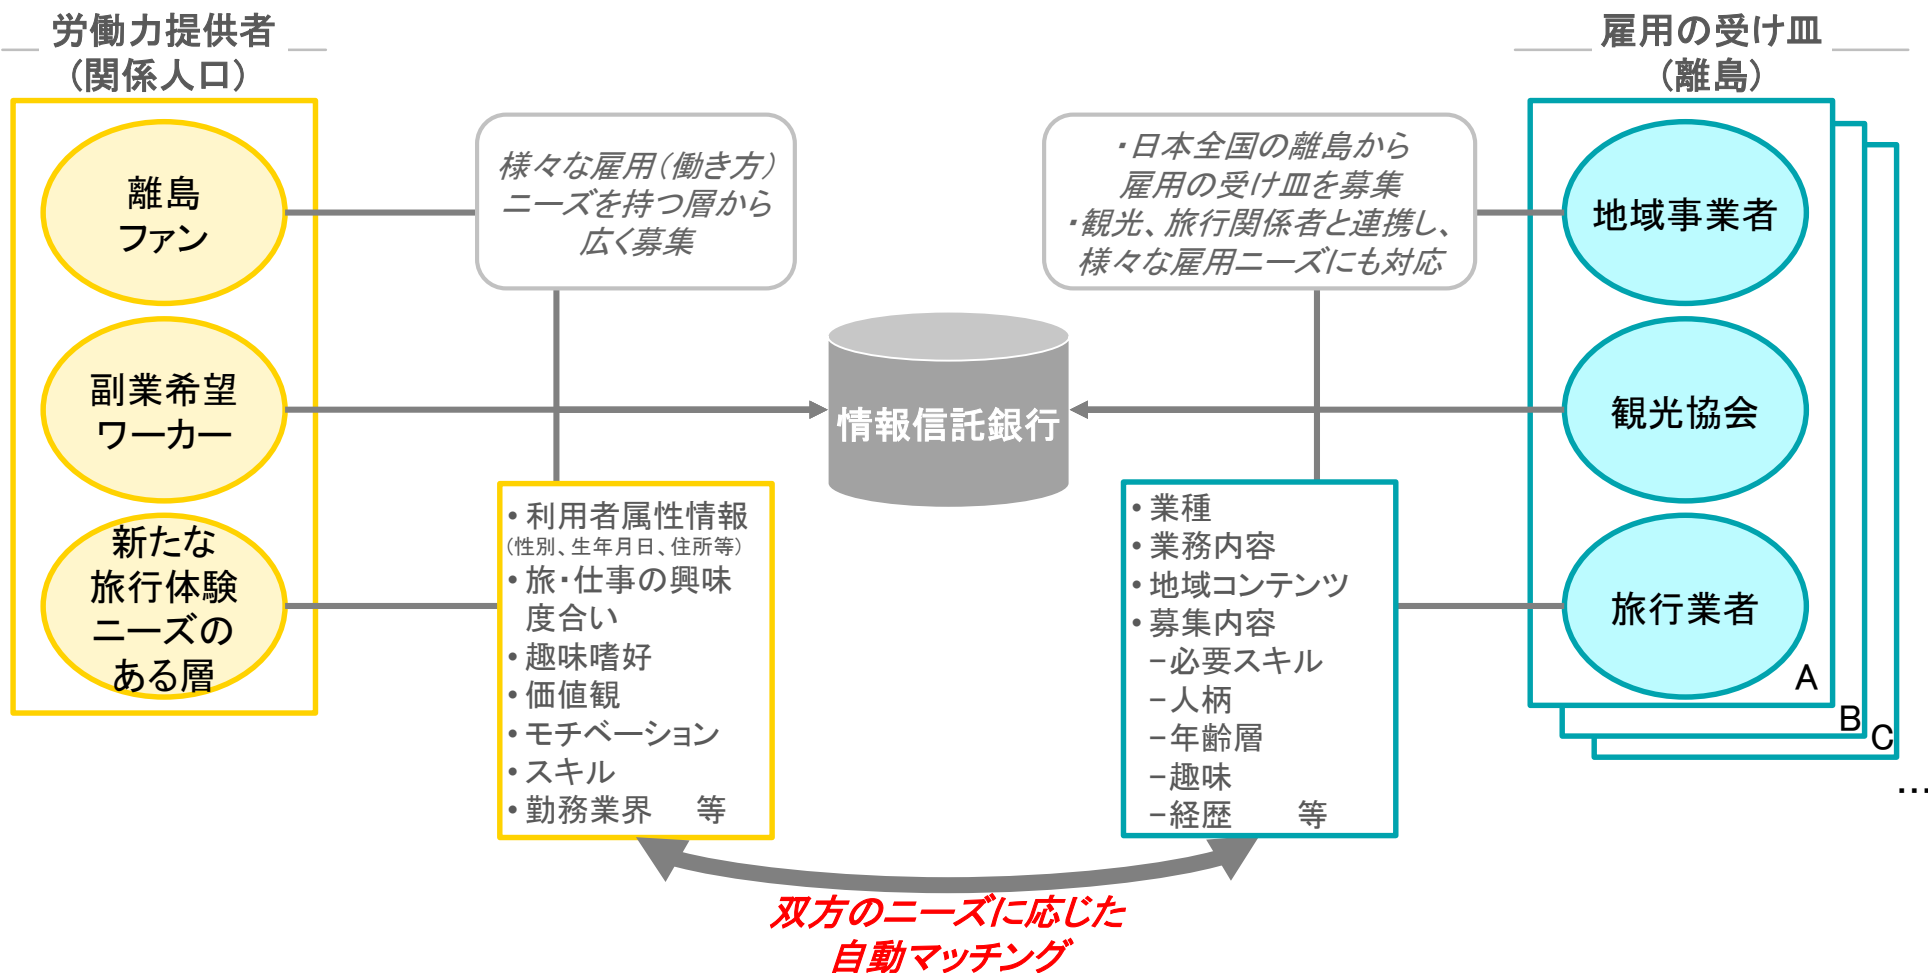 労働力提供者
(関係人口)
離島
ファン
副業希望
ワーカー
新たな
旅行体験
ニーズの
ある層
様々な雇用(働き方)
ニーズを持つ層から
広く募集
・利用者属性情報
(性別、生年月日、住所等)
・旅・仕事の興味
度合い
・趣味嗜好
・価値観
・モチベーション
・スキル
・勤務業界 等
情報信託銀行
・日本全国の離島から
雇用の受け皿を募集
・観光、旅行関係者と連携し、
様々な雇用ニーズにも対応
・業種
・業務内容
・地域コンテンツ
・募集内容
−必要スキル
−人柄
−年齢層
−趣味
−経歴 等
雇用の受け皿
(離島)
地域事業者
観光協会
旅行業者
A
B
C
…
双方のニーズに応じた
自動マッチング